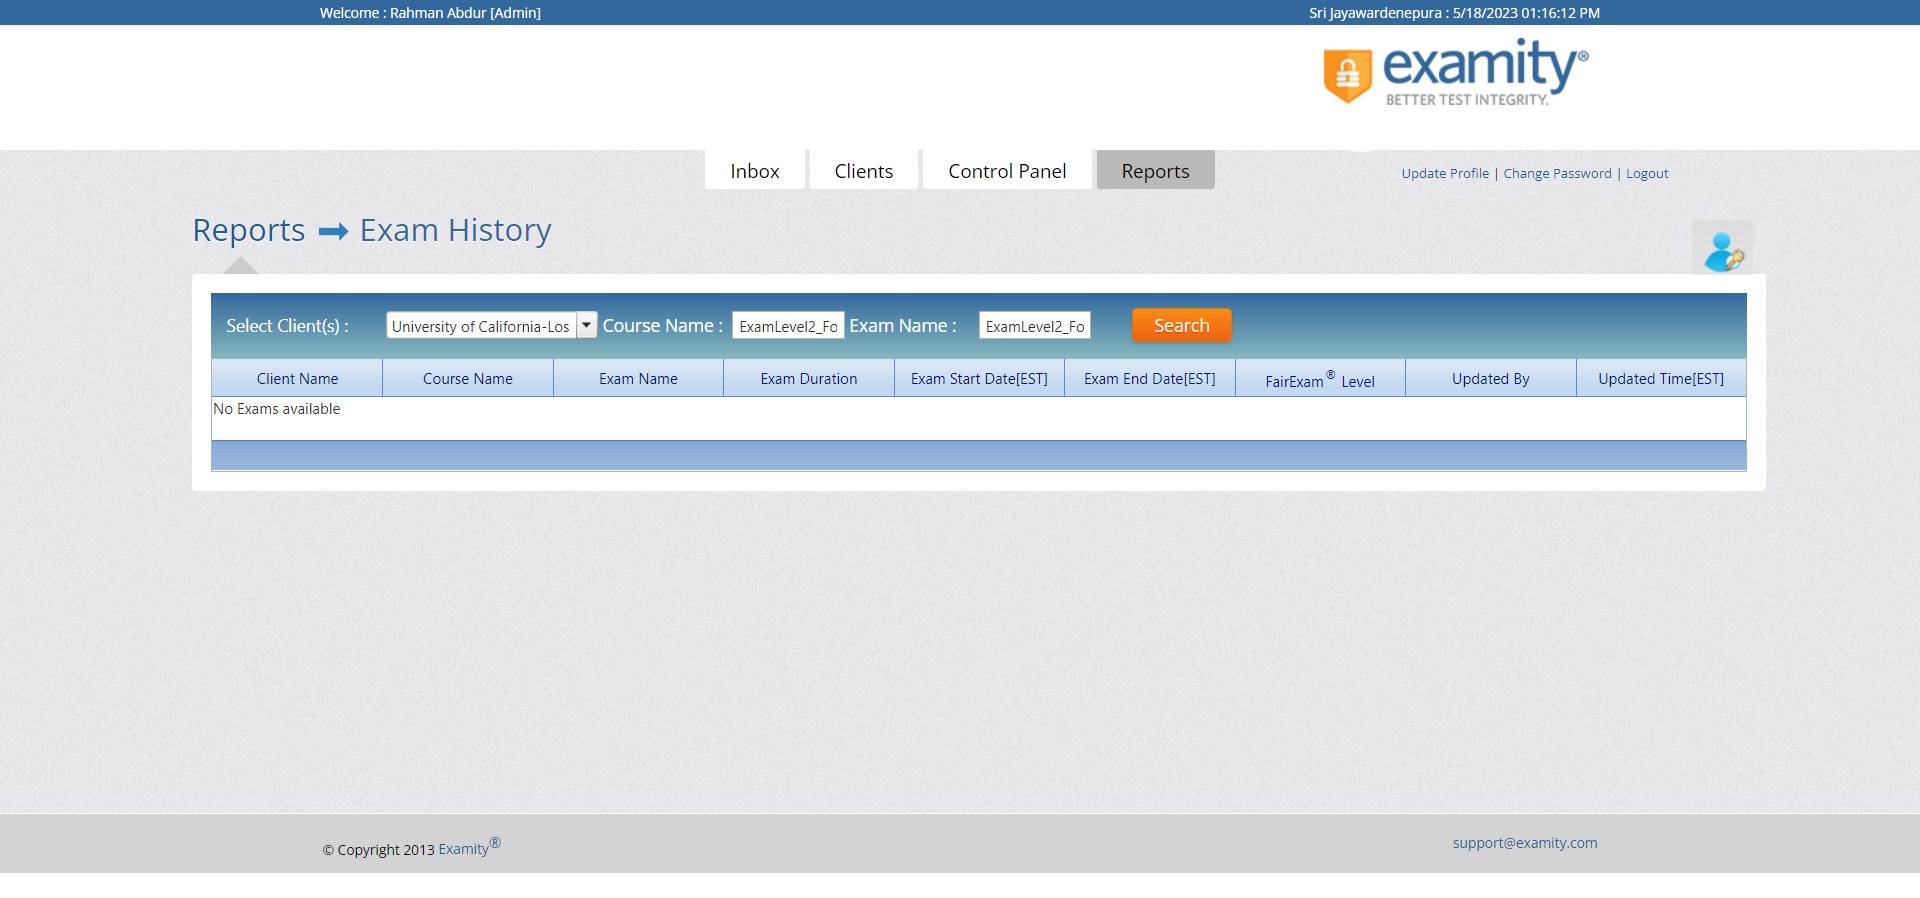 Welcome : Rahman Abdur [Admin]
Sri Jayawardenepura : 5/18/2023 01:16:12 PM
examity®
BETTER TEST INTEGRITY.
Inbox
Clients
Control Panel
Reports
Update Profile | Change Password | Logout
Reports
Exam History
Select Client(s) :
University of California-Los
Course Name :
ExamLevel2_Fo
Exam Name :
ExamLevel2_Fo
Search
Client Name
Course Name
Exam Name
Exam Duration
Exam Start Date[EST]
Exam End Date[EST]
FairExam® Level
Updated By
Updated Time[EST]
No Exams available
© Copyright 2013 Examity®
support@examity.com